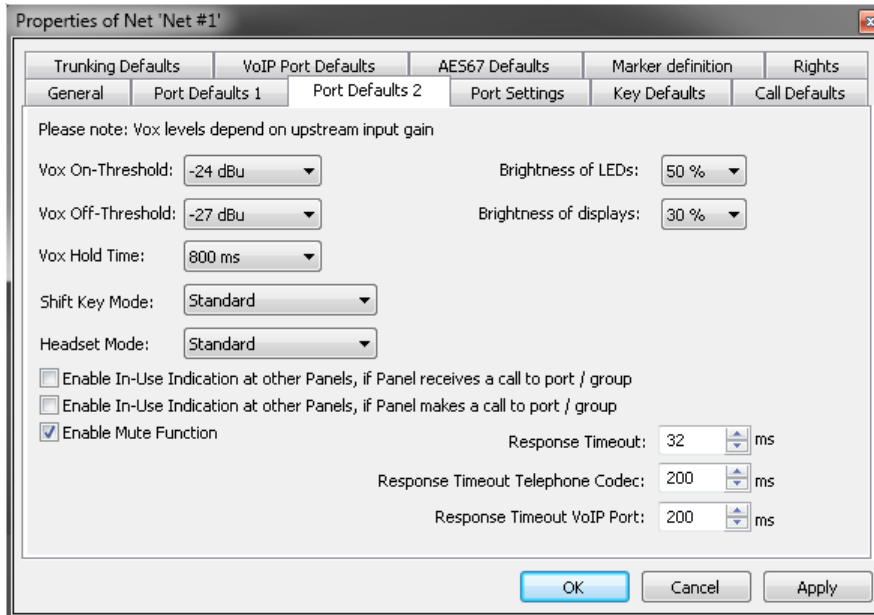 Properties of Net 'Net #1'
Trunking Defaults VoIP Port Defaults AES67 Defaults Marker definition Rights
General Port Defaults 1 Port Defaults 2 Port Settings Key Defaults Call Defaults
Please note: Vox levels depend on upstream input gain
Vox On-Threshold: -24 dBu Brightness of LEDs: 50 %
Vox Off-Threshold: -27 dBu Brightness of displays: 30 %
Vox Hold Time: 800 ms
Shift Key Mode: Standard
Headset Mode: Standard
Enable In-Use Indication at other Panels, if Panel receives a call to port / group
Enable In-Use Indication at other Panels, if Panel makes a call to port / group
Enable Mute Function
Response Timeout: 32 ms
Response Timeout Telephone Codec: 200 ms
Response Timeout VoIP Port: 200 ms
OK Cancel Apply